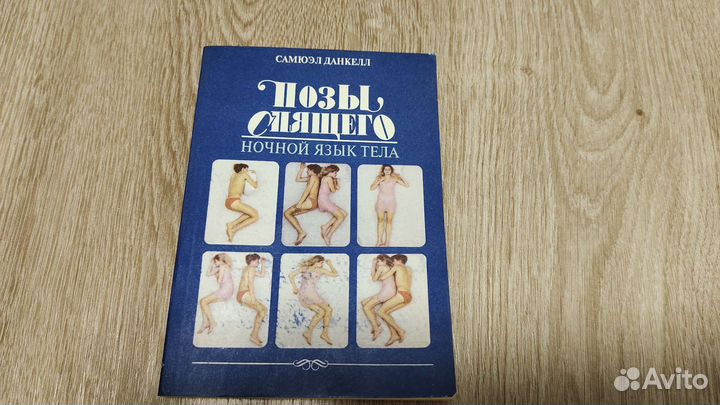 САМЮЭЛ ДАНКЕЛЛ
ПОЗЫ
СПЯЩЕГО
НОЧНОЙ ЯЗЫК ТЕЛА
Avito